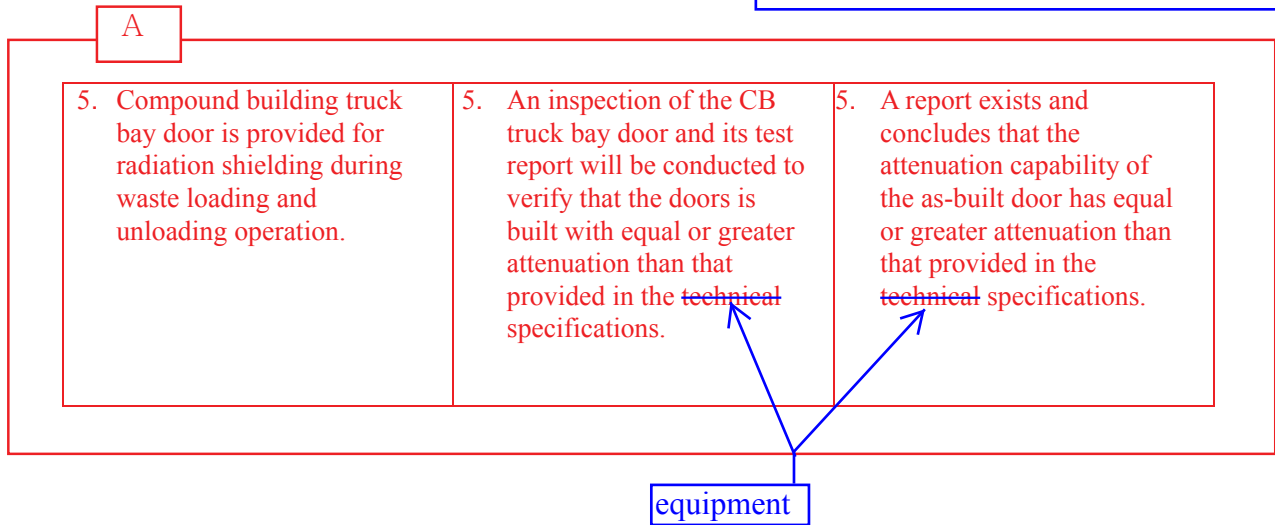 A
5. Compound building truck
bay door is provided for
radiation shielding during
waste loading and
unloading operation.
5. An inspection of the CB
truck bay door and its test
report will be conducted to
verify that the doors is
built with equal or greater
attenuation than that
provided in the technical
specifications.
5. A report exists and
concludes that the
attenuation capability of
the as-built door has equal
or greater attenuation than
that provided in the
technical specifications.
equipment